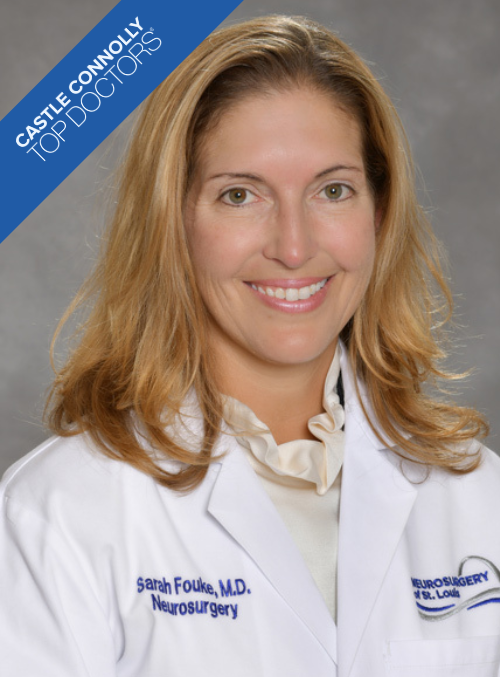 CASTLE CONNOLLY
TOP DOCTORS®
Sarah Fouke, M.D.
Neurosurgery
NEUROSURGERY
of St. Louis